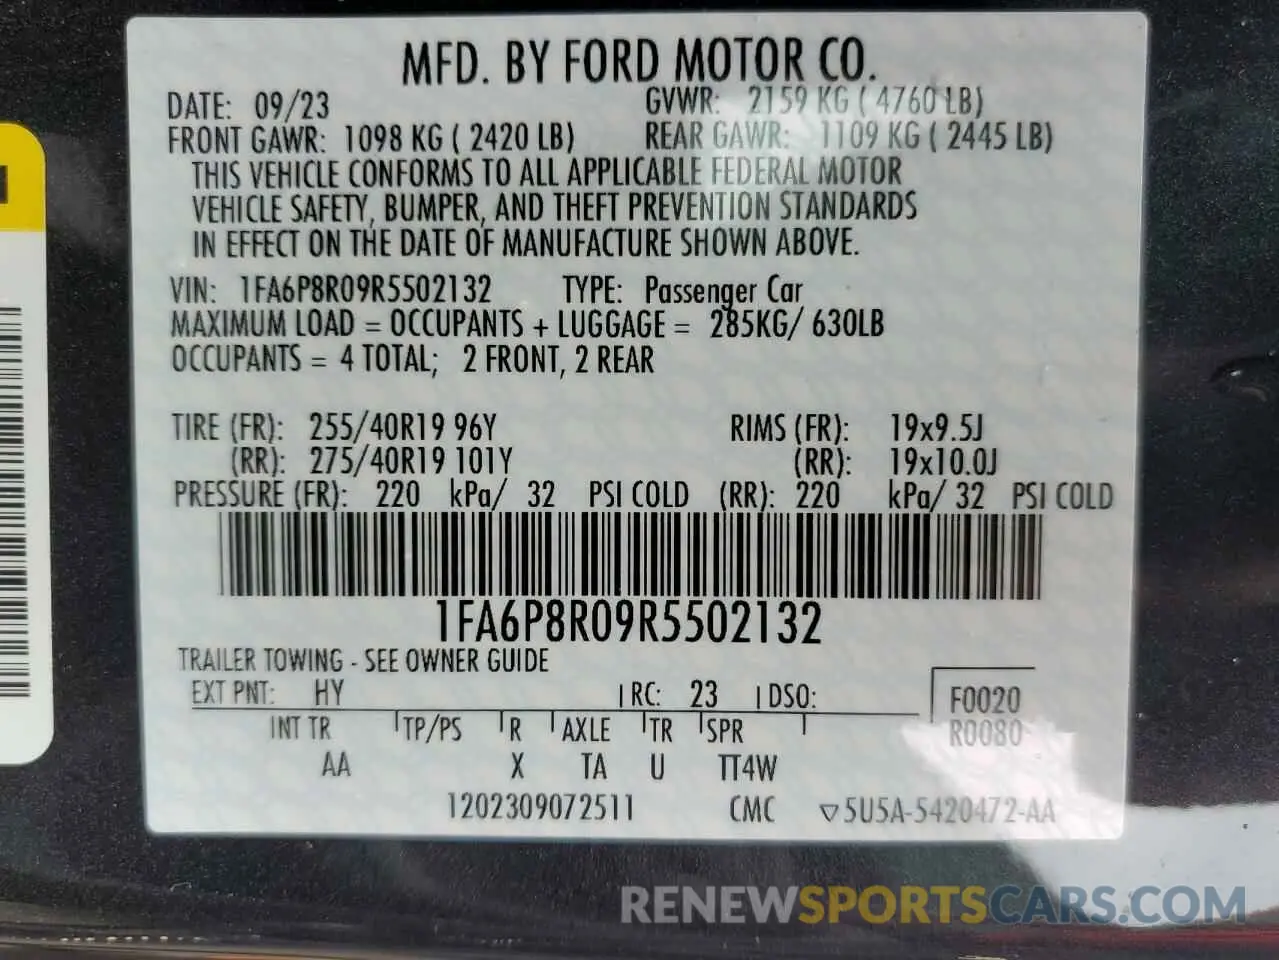 MFD. BY FORD MOTOR CO.
DATE: 09/23 GVWR: 2159 KG ( 4760 LB)
FRONT GAWR: 1098 KG ( 2420 LB) REAR GAWR: 1109 KG ( 2445 LB)
THIS VEHICLE CONFORMS TO ALL APPLICABLE FEDERAL MOTOR
VEHICLE SAFETY, BUMPER, AND THEFT PREVENTION STANDARDS
IN EFFECT ON THE DATE OF MANUFACTURE SHOWN ABOVE.
VIN: 1FA6P8R09R5502132 TYPE: Passenger Car
MAXIMUM LOAD = OCCUPANTS + LUGGAGE = 285KG/ 630LB
OCCUPANTS = 4 TOTAL; 2 FRONT, 2 REAR
TIRE (FR): 255/40R19 96Y RIMS (FR): 19x9.5J
(RR): 275/40R19 101Y (RR): 19x10.0J
PRESSURE (FR): 220 kPa/ 32 PSI COLD (RR): 220 kPa/ 32 PSI COLD
1FA6P8R09R5502132
TRAILER TOWING - SEE OWNER GUIDE
EXT PNT: HY RC: 23 DSO: F0020
INT TR TP/PS R AXLE TR SPR R0080
AA X TA U TT4W
1202309072511 CMC ▽5U5A-5420472-AA
RENEWSPORTSCARS.COM